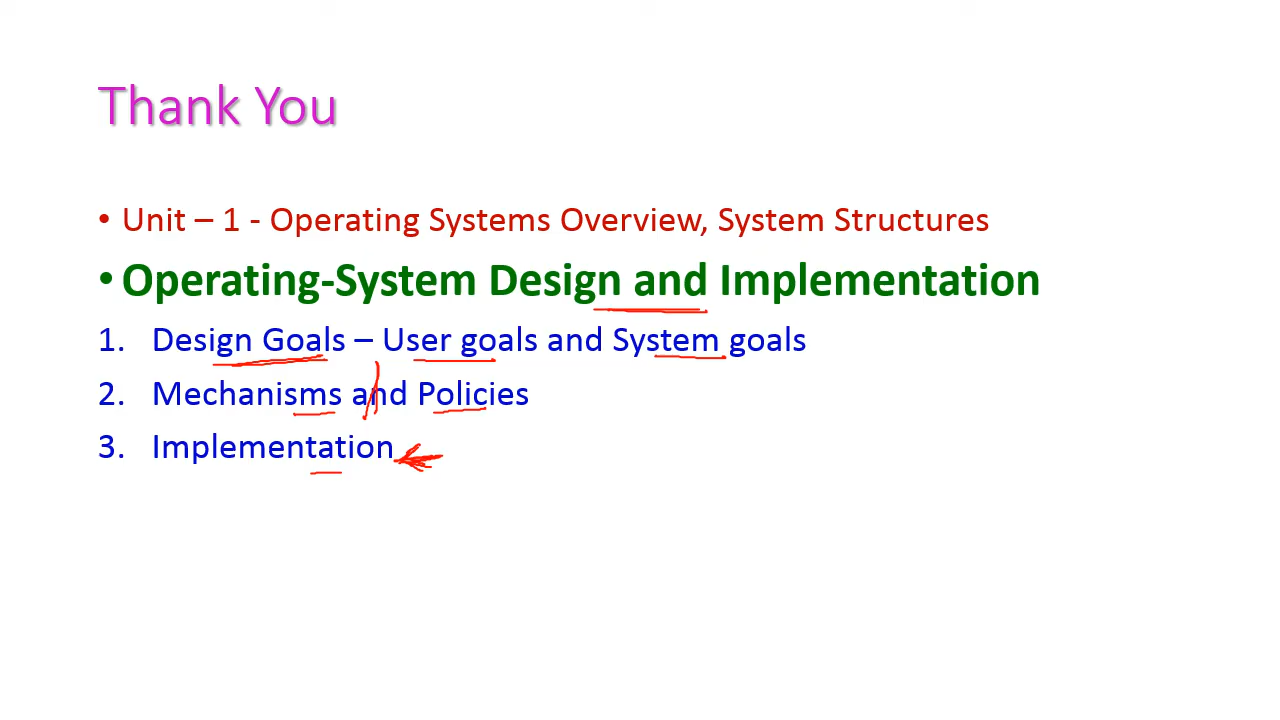 Thank You
• Unit – 1 - Operating Systems Overview, System Structures
• Operating-System Design and Implementation
1. Design Goals – User goals and System goals
2. Mechanisms and Policies
3. Implementation